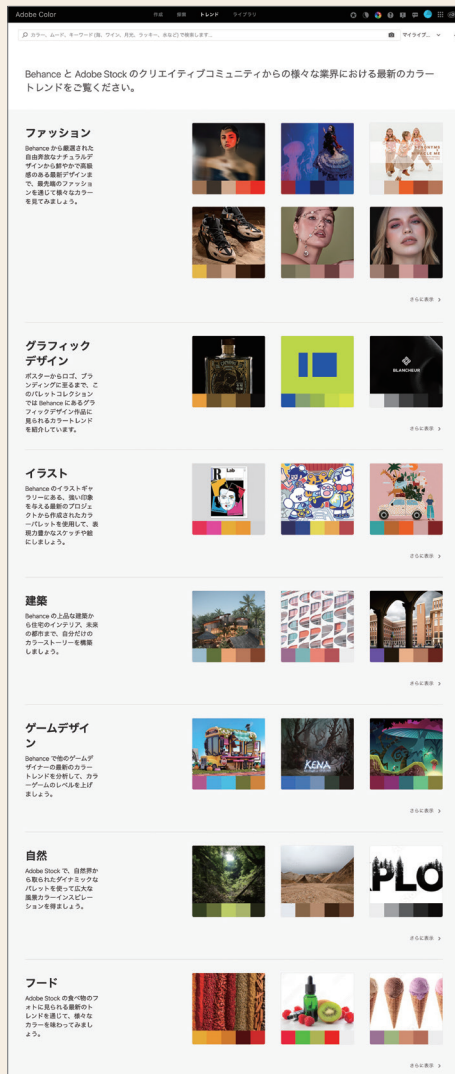 Adobe Color
作成 探索 トレンド ライブラリ
カラー、ムード、キーワード (海、ワイン、月光、ラッキー、水など) で検索します...
マイライブ...
Behance と Adobe Stock のクリエイティブコミュニティからの様々な業界における最新のカラー
トレンドをご覧ください。
ファッション
Behance から厳選された
自由奔放なナチュラルデ
ザインから鮮やかで高級
感のある最新デザインま
で、最先端のファッショ
ンを通じて様々なカラー
を見てみましょう。
さらに表示
グラフィック
デザイン
ポスターからロゴ、ブラ
ンディングに至るまで、こ
のパレットコレクション
では Behance にあるグラ
フィックデザイン作品に
見られるカラートレンド
を紹介しています。
BLANCHEUR
さらに表示
イラスト
Behance のイラストギャ
ラリーにある、強い印象
を与える最新のプロジェ
クトから作成されたカラ
ーパレットを使用して、表
現力豊かなスケッチや絵
にしましょう。
R Lab
さらに表示
建築
Behance の上品な建築か
ら住宅のインテリア、未来
の都市まで、自分だけの
カラーストーリーを構築
しましょう。
さらに表示
ゲームデザイ
ン
Behance で他のゲームデ
ザイナーの最新のカラー
トレンドを分析して、カラ
ーゲームのレベルを上げ
ましょう。
KENA
さらに表示
自然
Adobe Stock で、自然界か
ら取られたダイナミックな
パレットを使って広大な
風景カラーインスピレー
ションを得ましょう。
PLO
さらに表示
フード
Adobe Stock の食べ物のフ
ォトに見られる最新のト
レンドを通じて、様々な
カラーを味わってみまし
ょう。
さらに表示